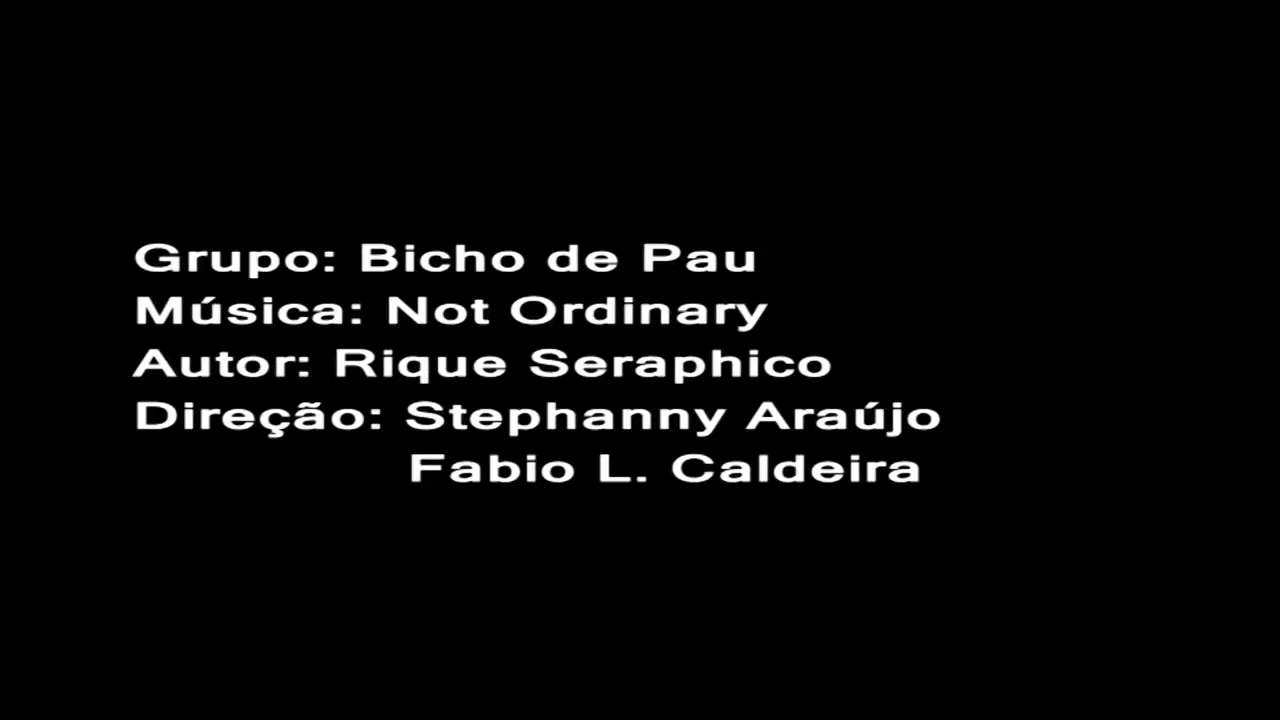 Grupo: Bicho de Pau
Música: Not Ordinary
Autor: Rique Seraphico
Direção: Stephanny Araújo
Fabio L. Caldeira